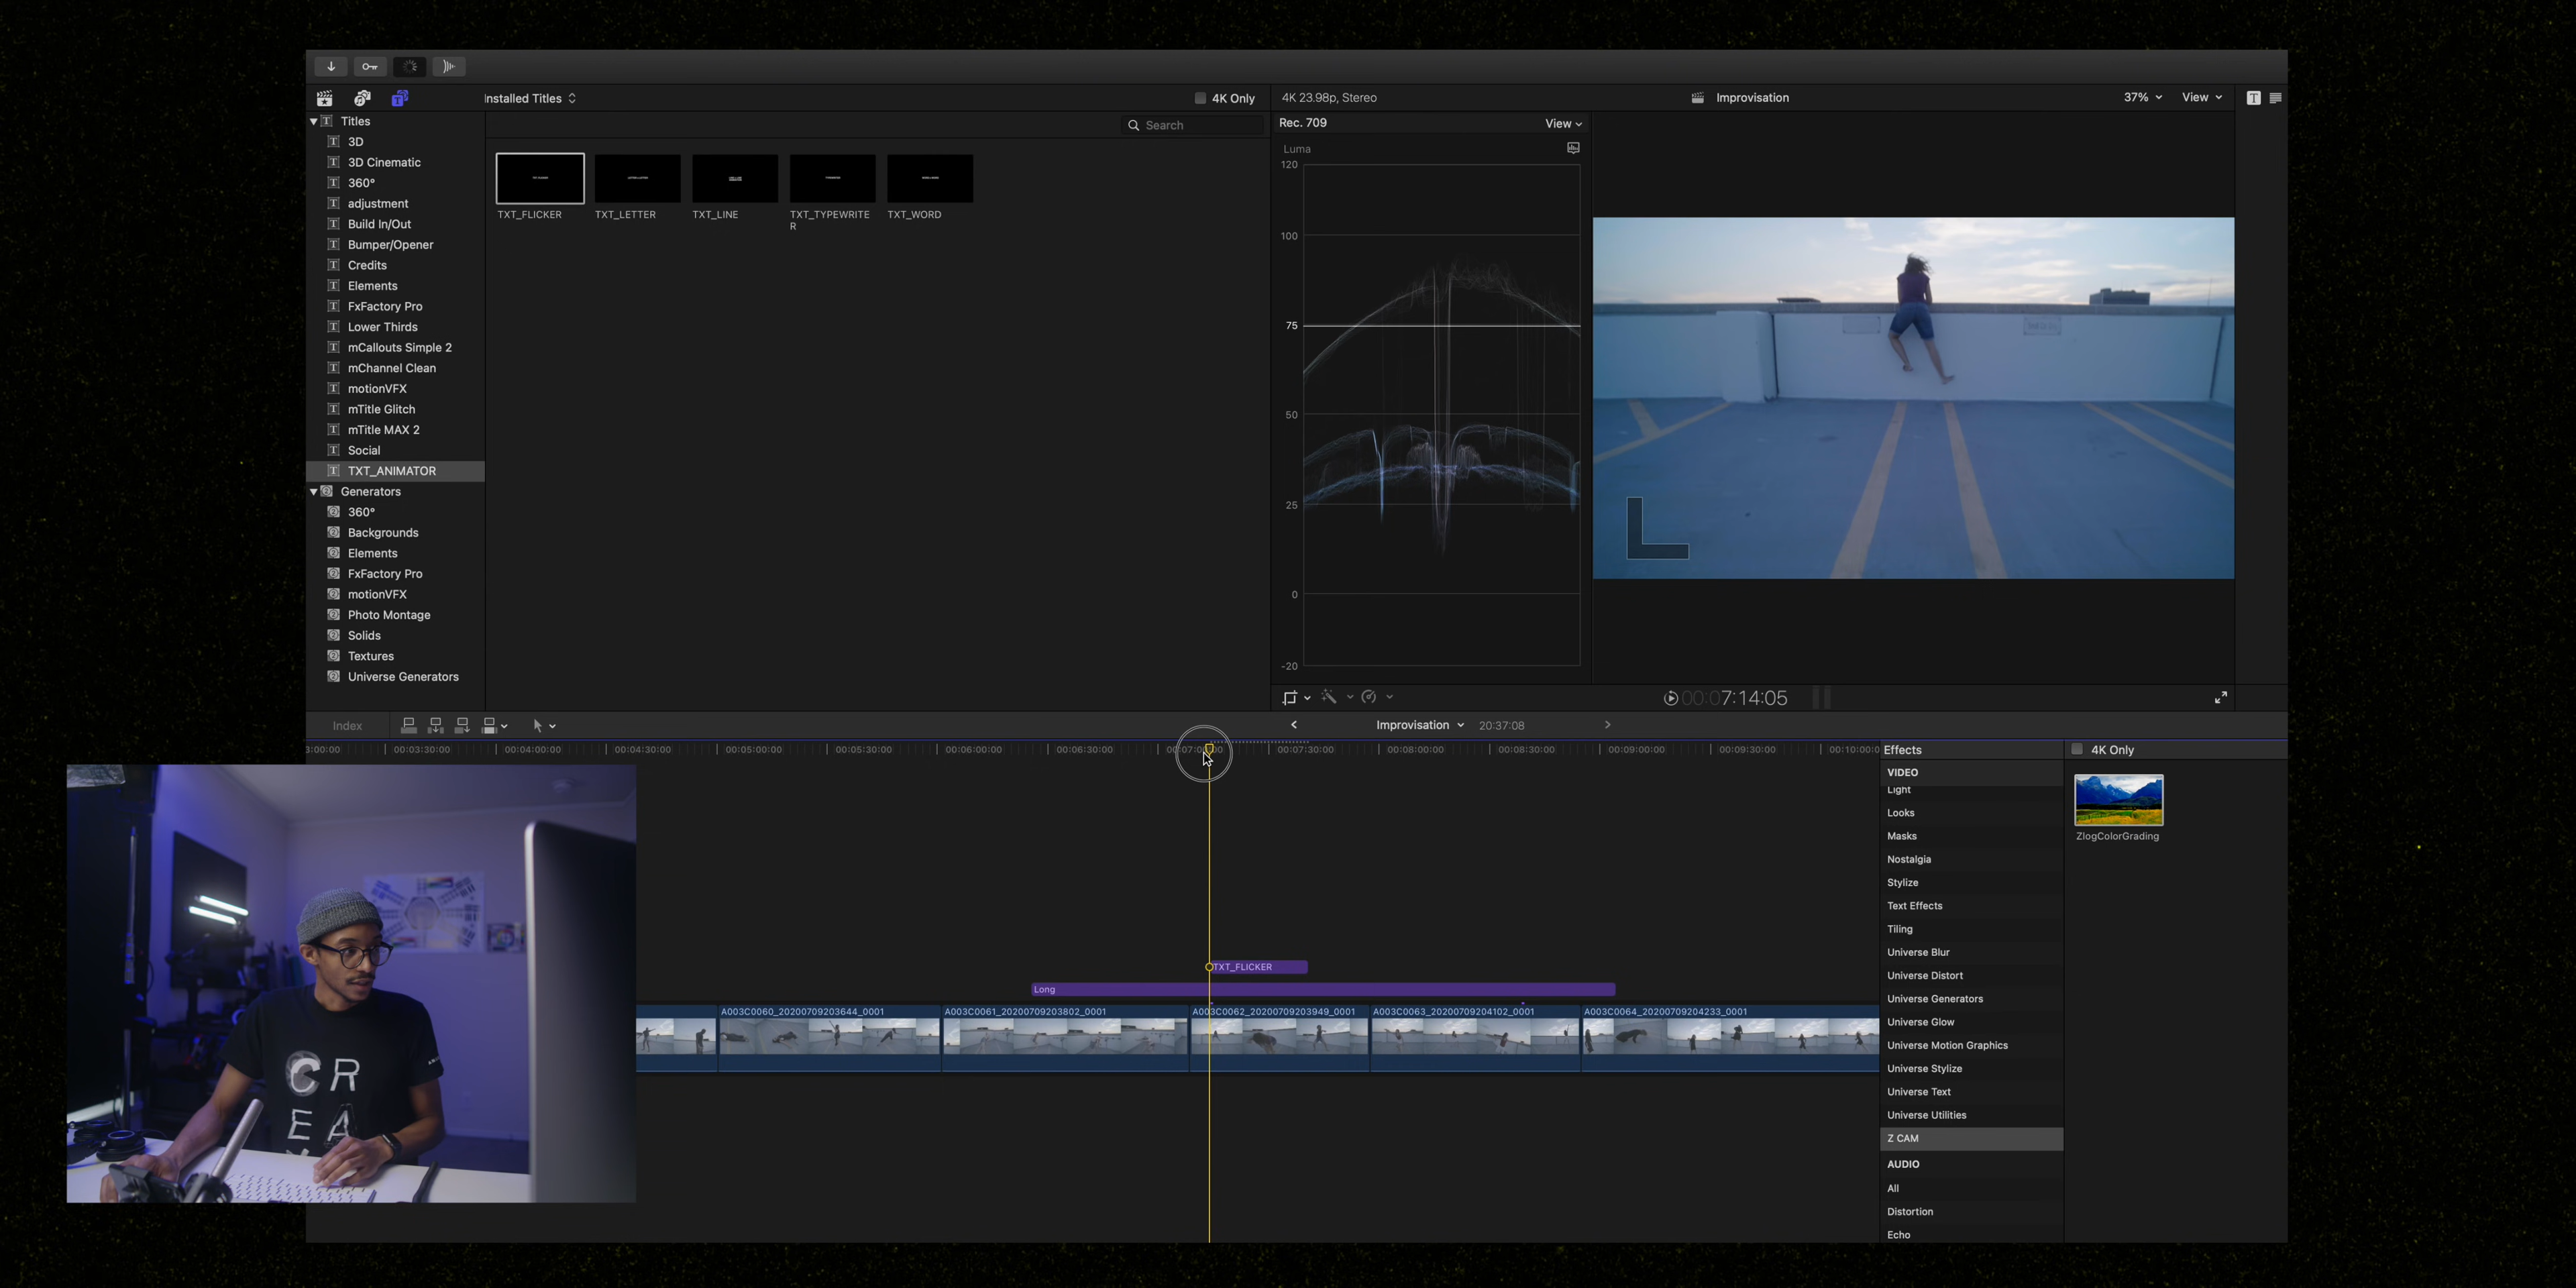 Installed Titles
4K Only
4K 23.98p, Stereo
Improvisation
37%
View
Titles
3D
3D Cinematic
360°
adjustment
Build In/Out
Bumper/Opener
Credits
Elements
FxFactory Pro
Lower Thirds
mCallouts Simple 2
mChannel Clean
motionVFX
mTitle Glitch
mTitle MAX 2
Social
TXT_ANIMATOR
Generators
360°
Backgrounds
Elements
FxFactory Pro
motionVFX
Photo Montage
Solids
Textures
Universe Generators
Search
TXT_FLICKER
TXT_LETTER
TXT_LINE
TXT_TYPEWRITE
R
TXT_WORD
Rec. 709
View
Luma
120
100
75
50
25
0
-20
L
00:07:14:05
Index
Improvisation
20:37:08
3:00:00
00:03:30:00
00:04:00:00
00:04:30:00
00:05:00:00
00:05:30:00
00:06:00:00
00:06:30:00
00:07:30:00
00:08:00:00
00:08:30:00
00:09:00:00
00:09:30:00
00:10:00:0
TXT_FLICKER
Long
A003C0060_20200709203644_0001
A003C0061_20200709203802_0001
A003C0062_20200709203949_0001
A003C0063_20200709204102_0001
A003C0064_20200709204233_0001
Effects
VIDEO
Light
Looks
Masks
Nostalgia
Stylize
Text Effects
Tiling
Universe Blur
Universe Distort
Universe Generators
Universe Glow
Universe Motion Graphics
Universe Stylize
Universe Text
Universe Utilities
Z CAM
AUDIO
All
Distortion
Echo
4K Only
ZlogColorGrading
CR
EA